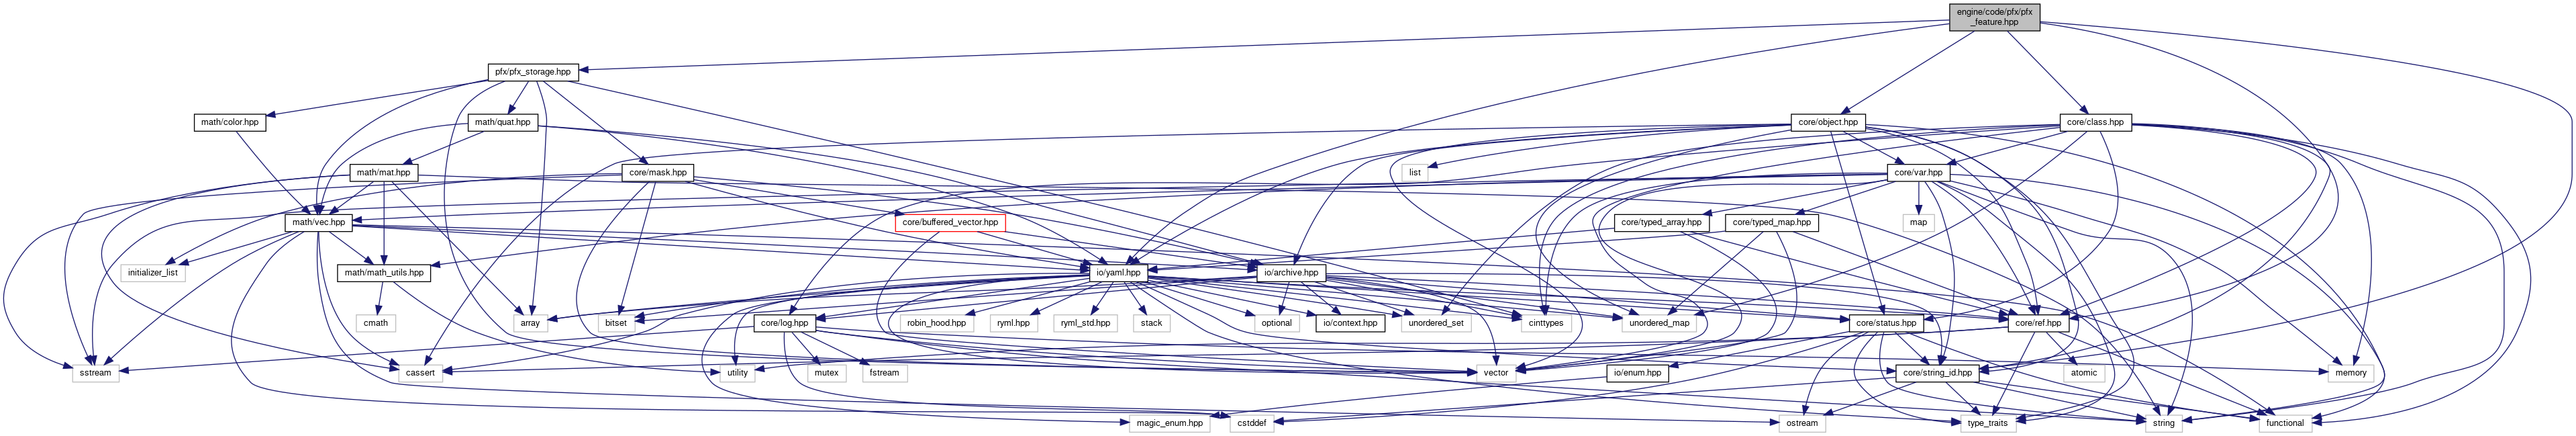 engine/code/pfx/pfx
_feature.hpp
pfx/pfx_storage.hpp
math/color.hpp
math/quat.hpp
core/object.hpp
core/class.hpp
math/mat.hpp
core/mask.hpp
list
core/var.hpp
math/vec.hpp
core/buffered_vector.hpp
core/typed_array.hpp
core/typed_map.hpp
map
initializer_list
math/math_utils.hpp
io/yaml.hpp
io/archive.hpp
cmath
array
bitset
core/log.hpp
robin_hood.hpp
ryml.hpp
ryml_std.hpp
stack
optional
io/context.hpp
unordered_set
cinttypes
unordered_map
core/status.hpp
core/ref.hpp
sstream
cassert
utility
mutex
fstream
vector
io/enum.hpp
core/string_id.hpp
atomic
memory
magic_enum.hpp
cstddef
ostream
type_traits
string
functional